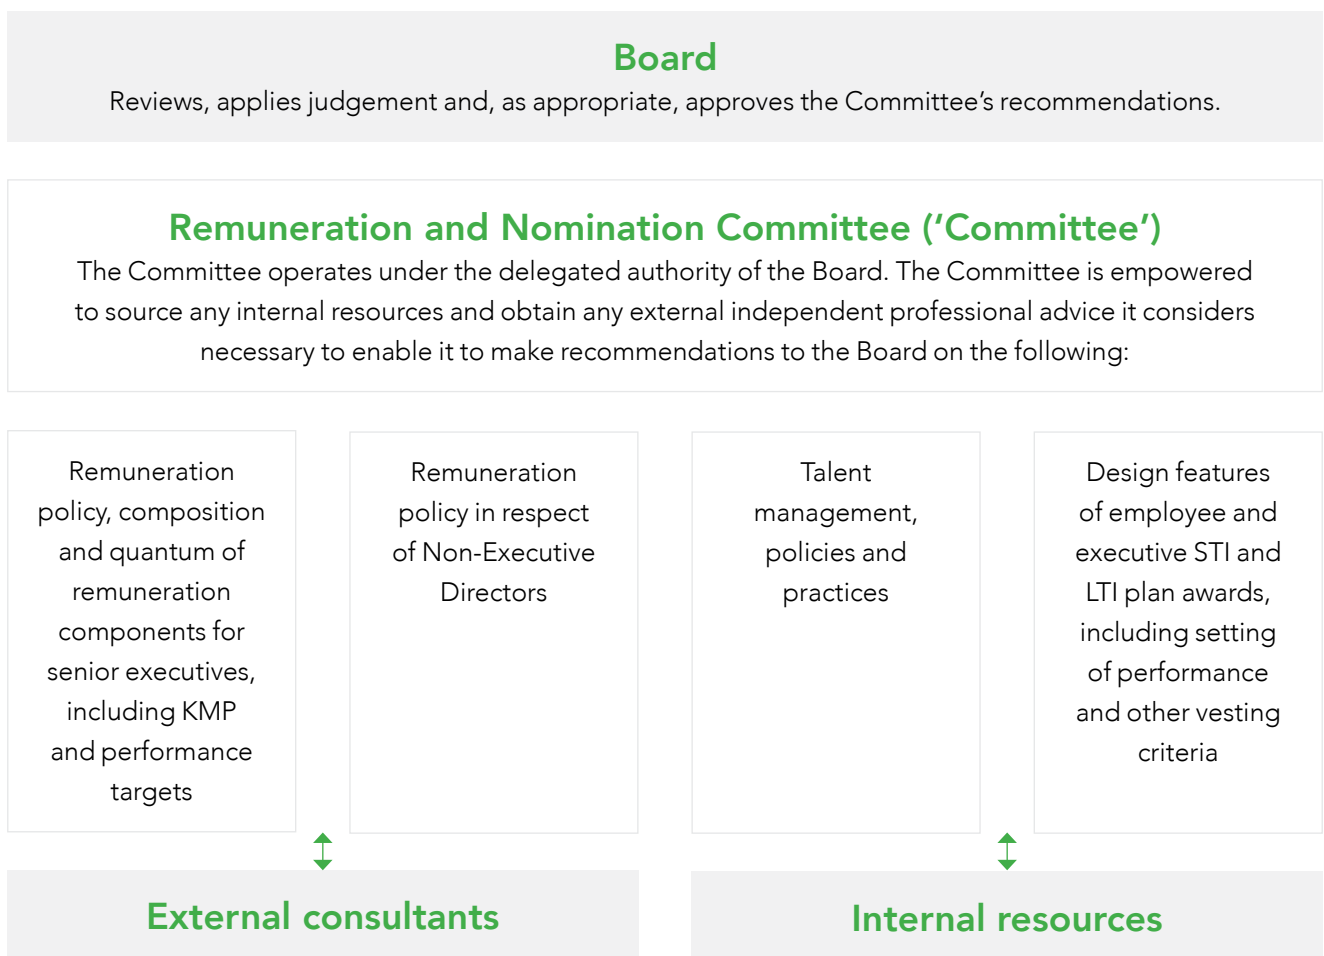 Board
Reviews, applies judgement and, as appropriate, approves the Committee’s recommendations.
Remuneration and Nomination Committee (‘Committee’)
The Committee operates under the delegated authority of the Board. The Committee is empowered
to source any internal resources and obtain any external independent professional advice it considers
necessary to enable it to make recommendations to the Board on the following:
Remuneration
policy, composition
and quantum of
remuneration
components for
senior executives,
including KMP
and performance
targets
Remuneration
policy in respect
of Non-Executive
Directors
Talent
management,
policies and
practices
Design features
of employee and
executive STI and
LTI plan awards,
including setting
of performance
and other vesting
criteria
External consultants
Internal resources